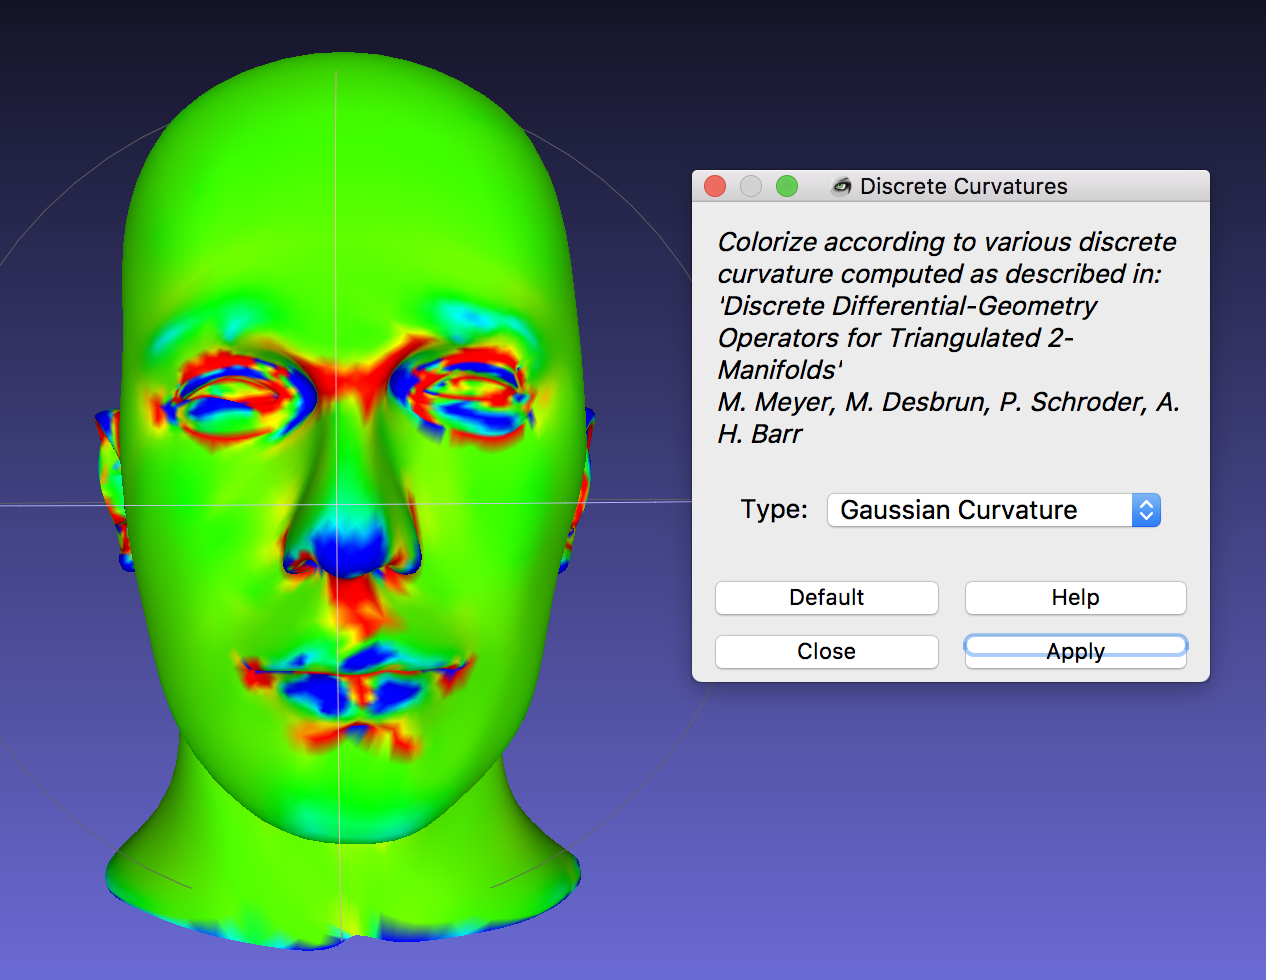 Discrete Curvatures
Colorize according to various discrete
curvature computed as described in:
'Discrete Differential-Geometry
Operators for Triangulated 2-
Manifolds'
M. Meyer, M. Desbrun, P. Schroder, A.
H. Barr
Type: Gaussian Curvature
Default Help
Close Apply